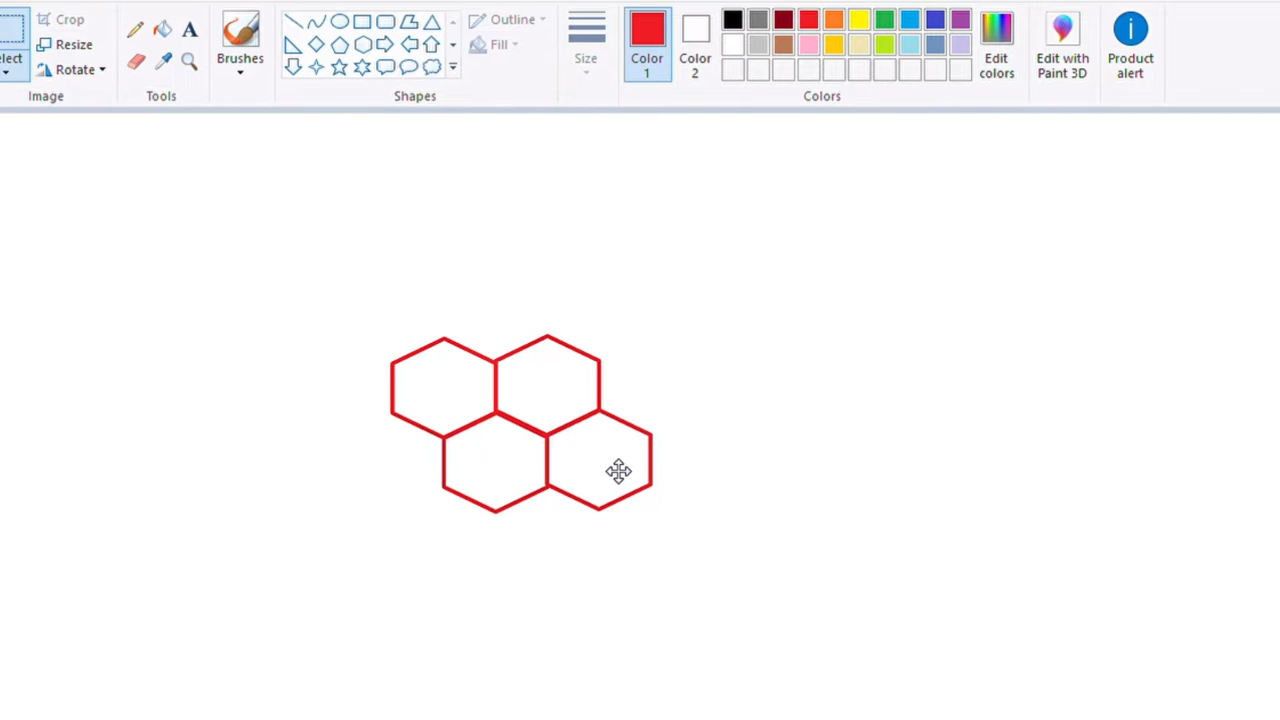 Crop
Outline
Resize
Fill
elect
Rotate
Brushes
Size
Color
1
Color
2
Edit
colors
Edit with
Paint 3D
Product
alert
Image
Tools
Shapes
Colors